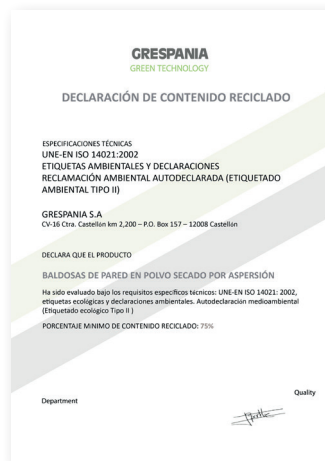 GRESPANIA
GREEN TECHNOLOGY
DECLARACIÓN DE CONTENIDO RECICLADO
ESPECIFICACIONES TÉCNICAS
UNE-EN ISO 14021:2002
ETIQUETAS AMBIENTALES Y DECLARACIONES
RECLAMACIÓN AMBIENTAL AUTODECLARADA (ETIQUETADO
AMBIENTAL TIPO II)
GRESPANIA S.A
CV-16 Ctra. Castellón km 2,200 – P.O. Box 157 – 12008 Castellón
DECLARA QUE EL PRODUCTO
BALDOSAS DE PARED EN POLVO SECADO POR ASPERSIÓN
Ha sido evaluado bajo los requisitos específicos técnicos: UNE-EN ISO 14021: 2002,
etiquetas ecológicas y declaraciones ambientales. Autodeclaración medioambiental
(Etiquetado ecológico Tipo II )
PORCENTAJE MINIMO DE CONTENIDO RECICLADO: 75%
Quality
Department